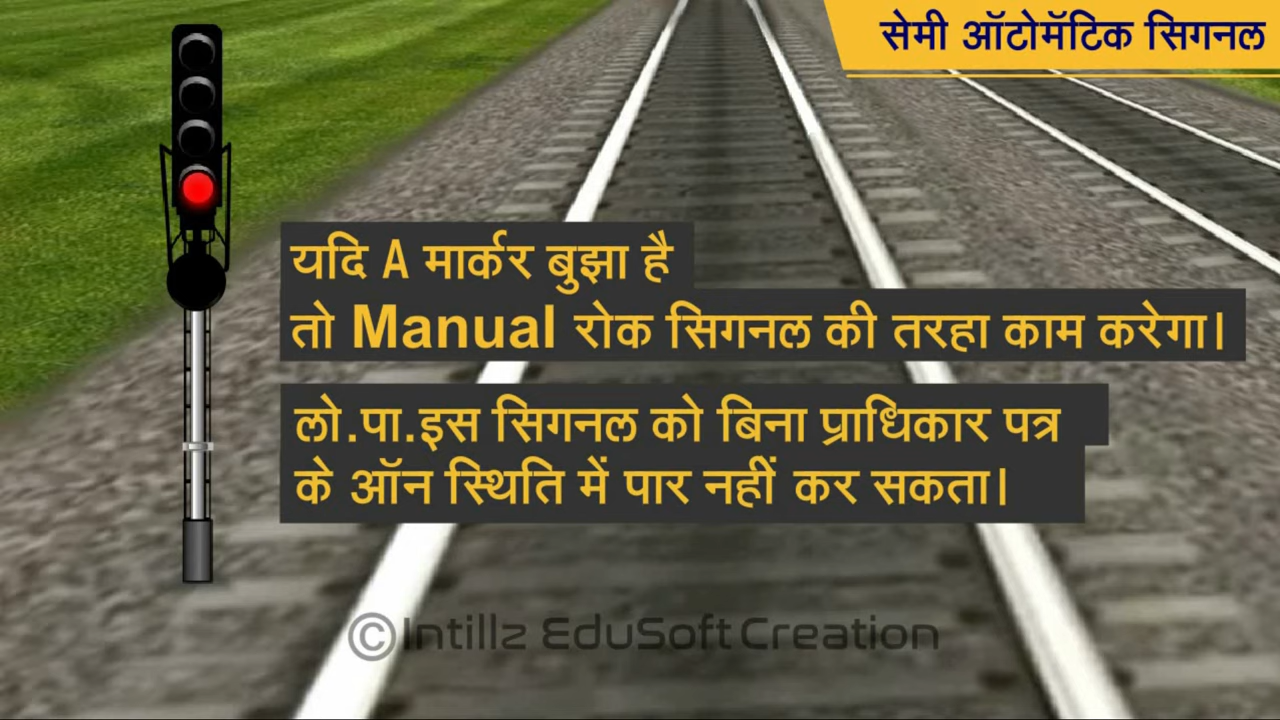 सेमी ऑटोमॅटिक सिगनल
यदि A मार्कर बुझा है
तो Manual रोक सिगनल की तरहा काम करेगा।
लो.पा.इस सिगनल को बिना प्राधिकार पत्र
के ऑन स्थिति में पार नहीं कर सकता।
©Intillz EduSoft Creation